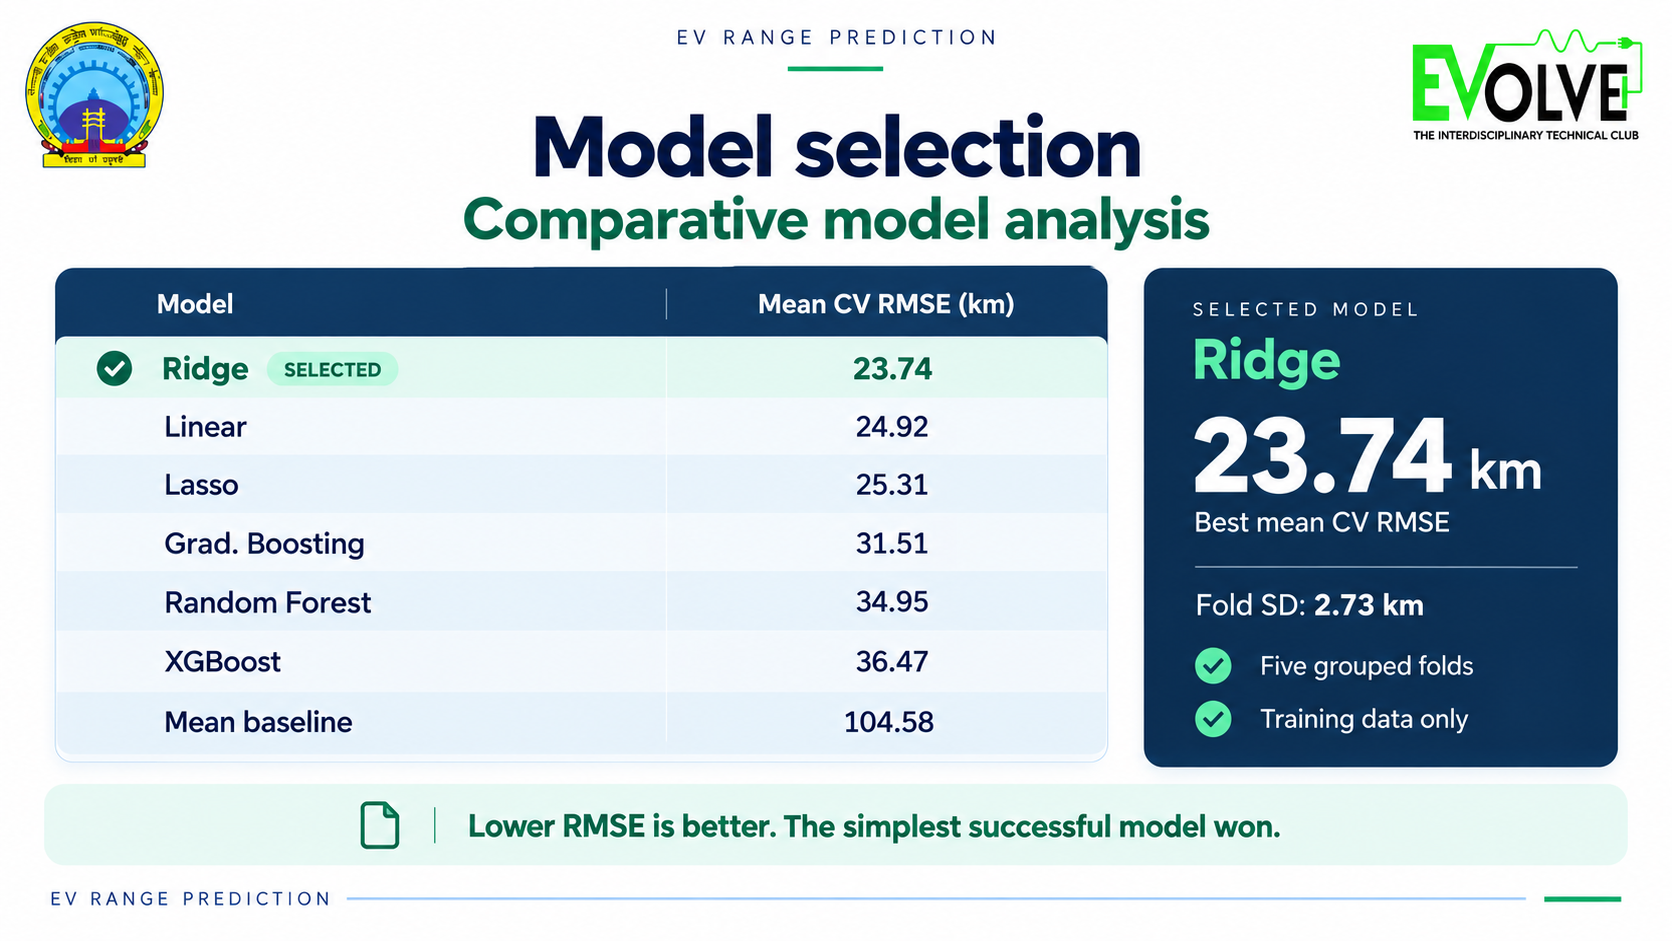 EV RANGE PREDICTION
EVOLVE
THE INTERDISCIPLINARY TECHNICAL CLUB
Model selection
Comparative model analysis
Model Mean CV RMSE (km)
Ridge SELECTED 23.74
Linear 24.92
Lasso 25.31
Grad. Boosting 31.51
Random Forest 34.95
XGBoost 36.47
Mean baseline 104.58
SELECTED MODEL
Ridge
23.74 km
Best mean CV RMSE
Fold SD: 2.73 km
Five grouped folds
Training data only
Lower RMSE is better. The simplest successful model won.
EV RANGE PREDICTION